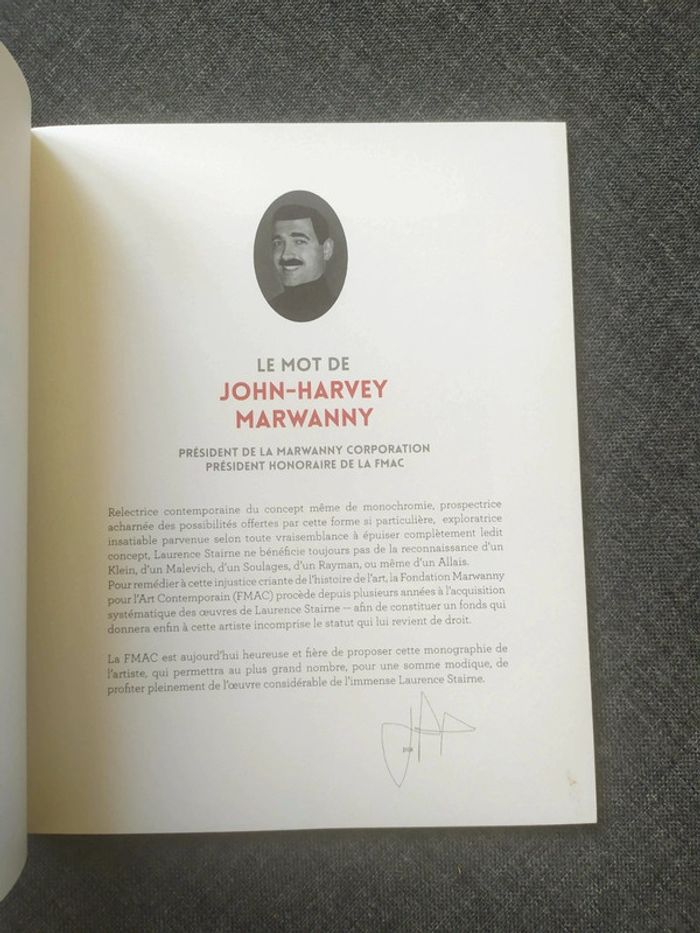 LE MOT DE
JOHN-HARVEY
MARWANNY
PRÉSIDENT DE LA MARWANNY CORPORATION
PRÉSIDENT HONORAIRE DE LA FMAC
Relectrice contemporaine du concept même de monochromie, prospectrice
acharnée des possibilités offertes par cette forme si particulière, exploratrice
insatiable parvenue selon toute vraisemblance à épuiser complètement ledit
concept, Laurence Stairne ne bénéficie toujours pas de la reconnaissance d'un
Klein, d'un Malevich, d'un Soulages, d'un Rayman, ou même d'un Allais.
Pour remédier à cette injustice criante de l'histoire de l'art, la Fondation Marwanny
pour l'Art Contemporain (FMAC) procède depuis plusieurs années à l'acquisition
systématique des œuvres de Laurence Stairne — afin de constituer un fonds qui
donnera enfin à cette artiste incomprise le statut qui lui revient de droit.
La FMAC est aujourd'hui heureuse et fière de proposer cette monographie de
l'artiste, qui permettra au plus grand nombre, pour une somme modique, de
profiter pleinement de l'œuvre considérable de l'immense Laurence Stairne.